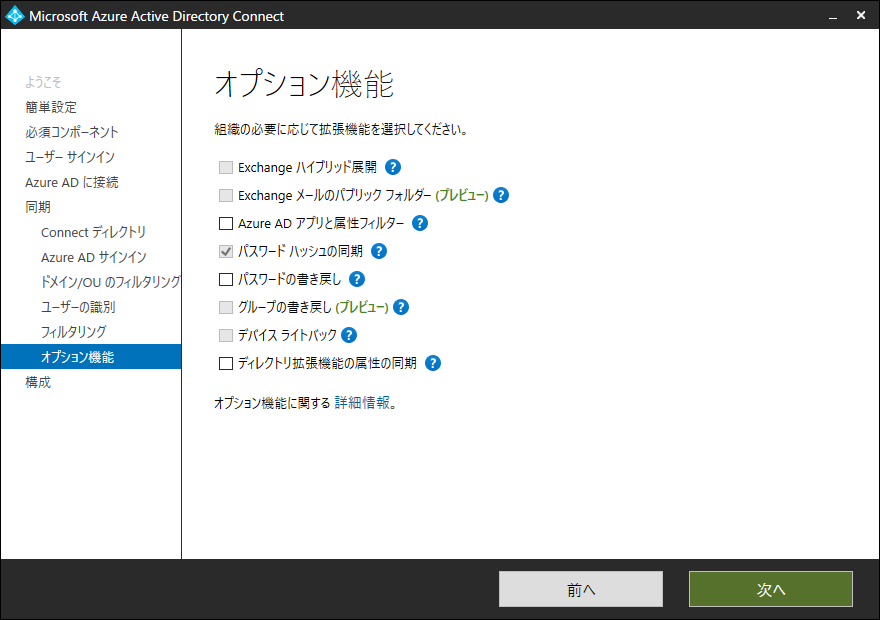 Microsoft Azure Active Directory Connect
ようこそ
簡単設定
必須コンポーネント
ユーザー サインイン
Azure AD に接続
同期
Connect ディレクトリ
Azure AD サインイン
ドメイン/OU のフィルタリング
ユーザーの識別
フィルタリング
オプション機能
構成
オプション機能
組織の必要に応じて拡張機能を選択してください。
Exchange ハイブリッド展開 ?
Exchange メールのパブリック フォルダー (プレビュー) ?
Azure AD アプリと属性フィルター ?
パスワード ハッシュの同期 ?
パスワードの書き戻し ?
グループの書き戻し (プレビュー) ?
デバイス ライトバック ?
ディレクトリ拡張機能の属性の同期 ?
オプション機能に関する 詳細情報。
前へ
次へ